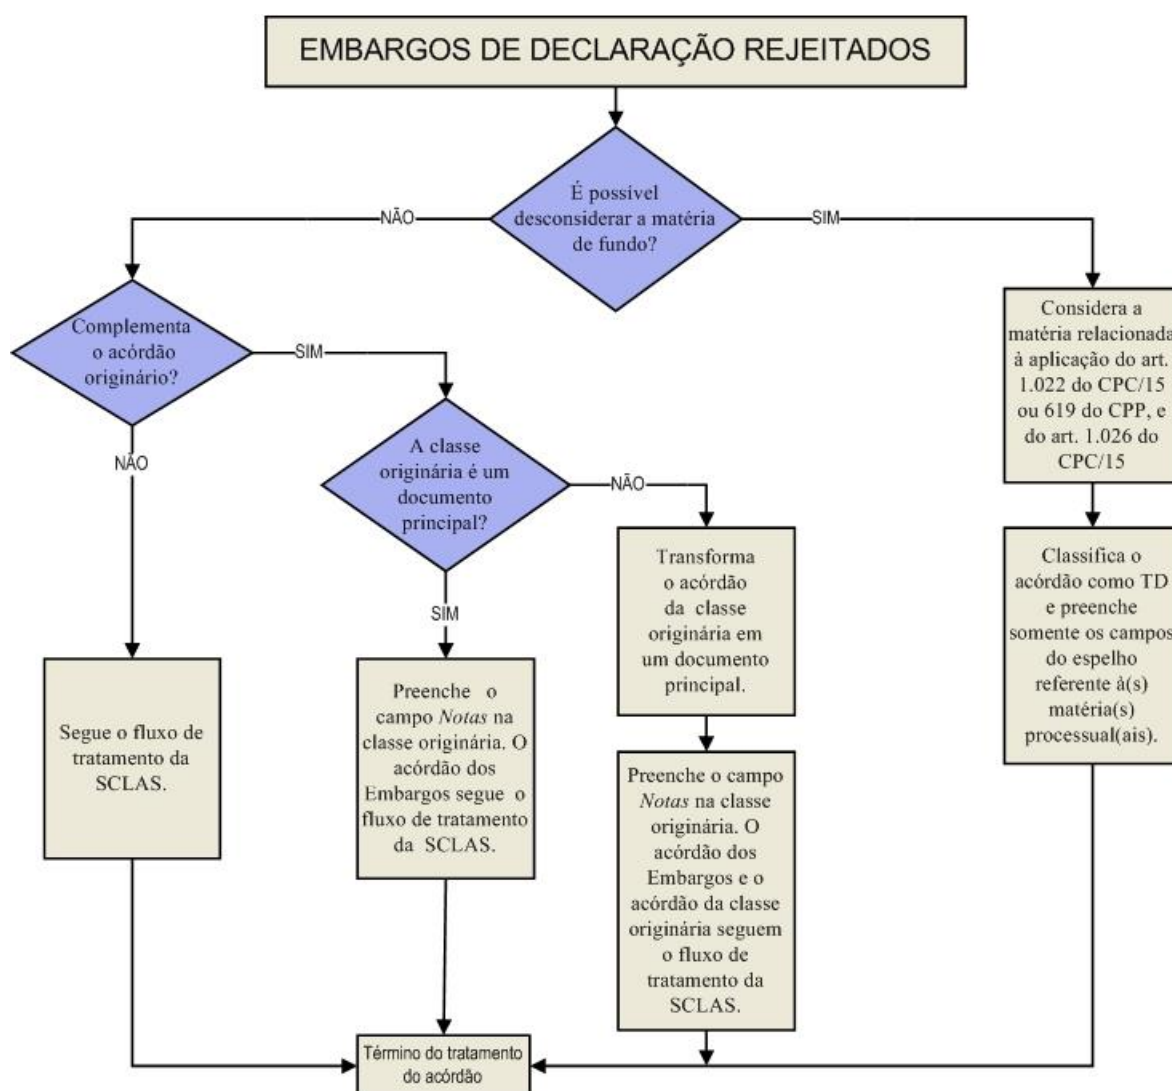 EMBARGOS DE DECLARAÇÃO REJEITADOS
É possível
desconsiderar a matéria
de fundo?
NÃO
SIM
Complementa
o acórdão
originário?
SIM
NÃO
A classe
originária é um
documento
principal?
NÃO
SIM
Considera a
matéria relacionada
à aplicação do art.
1.022 do CPC/15
ou 619 do CPP, e
do art. 1.026 do
CPC/15
Segue o fluxo de
tratamento da
SCLAS.
Preenche o
campo Notas na
classe originária. O
acórdão dos
Embargos segue o
fluxo de tratamento
da SCLAS.
Transforma
o acórdão
da classe
originária em
um documento
principal.
Preenche o campo
Notas na classe
originária. O
acórdão dos
Embargos e o
acórdão da classe
originária seguem
o fluxo de
tratamento da
SCLAS.
Classifica o
acórdão como TD
e preenche
somente os campos
do espelho
referente à(s)
matéria(s)
processual(ais).
Término do tratamento
do acórdão